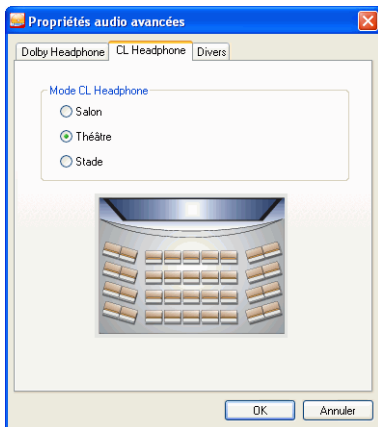 Propriétés audio avancées
Dolby Headphone CL Headphone Divers
Mode CL Headphone
Salon
Théâtre
Stade
OK Annuler